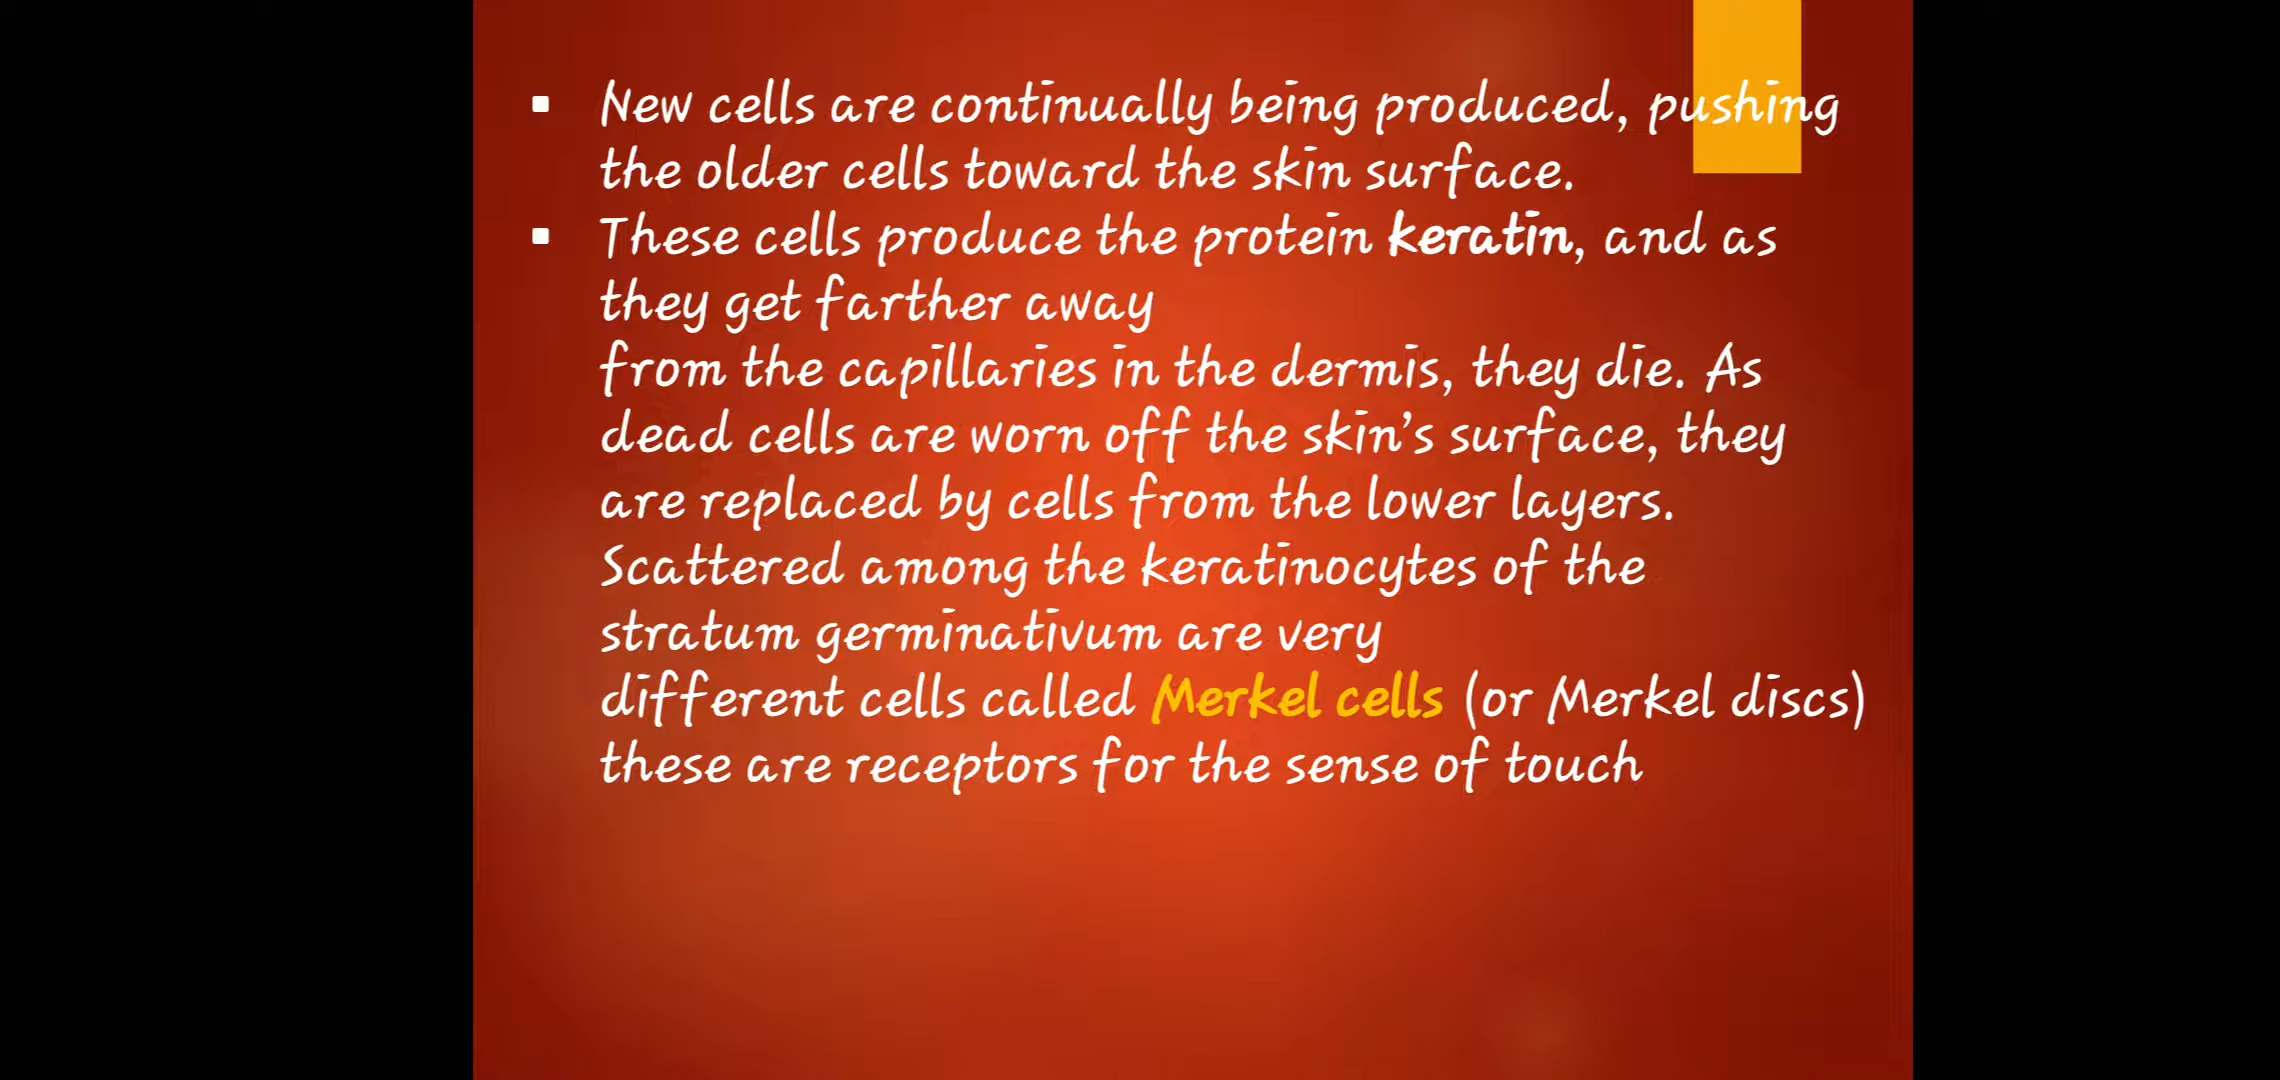 ▪ New cells are continually being produced, pushing
the older cells toward the skin surface.
▪ These cells produce the protein keratin, and as
they get farther away
from the capillaries in the dermis, they die. As
dead cells are worn off the skin’s surface, they
are replaced by cells from the lower layers.
Scattered among the keratinocytes of the
stratum germinativum are very
different cells called Merkel cells (or Merkel discs)
these are receptors for the sense of touch